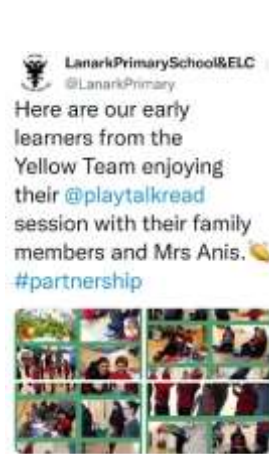 LanarkPrimarySchool&ELC
@LanarkPrimary
Here are our early
learners from the
Yellow Team enjoying
their @playtalkread
session with their family
members and Mrs Anis.
#partnership